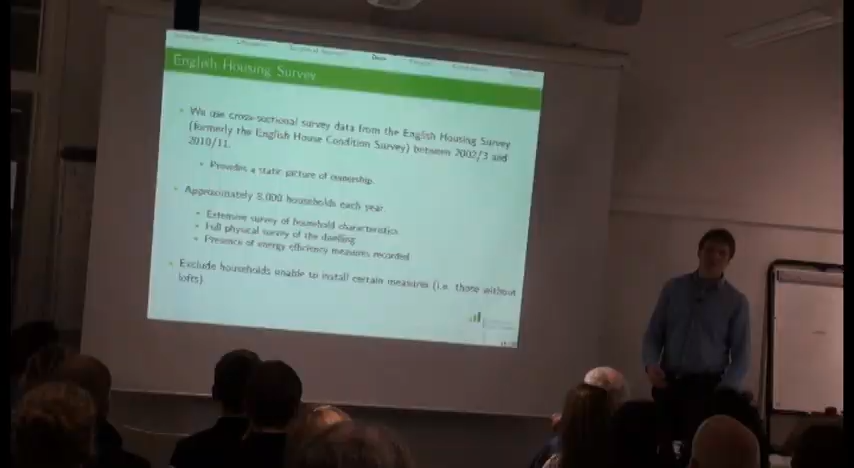 Data
English Housing Survey
We use cross-sectional survey data from the English Housing Survey
(formerly the English House Condition Survey) between 2002/3 and
2010/11.
Provides a static picture of ownership.
Approximately 8,000 households each year.
Extensive survey of household characteristics
Full physical survey of the dwelling
Presence of energy efficiency measures recorded
Exclude households unable to install certain measures (i.e. those without
lofts)